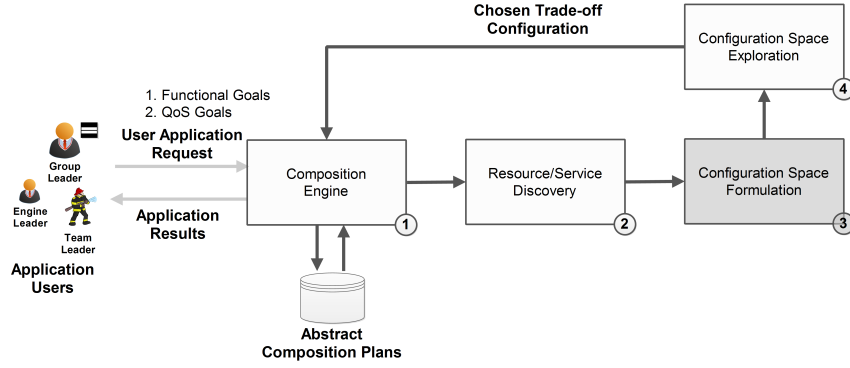 Chosen Trade-off
Configuration
Configuration Space
Exploration
4
1. Functional Goals
2. QoS Goals
User Application
Request
Group
Leader
Engine
Leader
Team
Leader
Application
Users
Application
Results
Composition
Engine
1
Resource/Service
Discovery
2
Configuration Space
Formulation
3
Abstract
Composition Plans